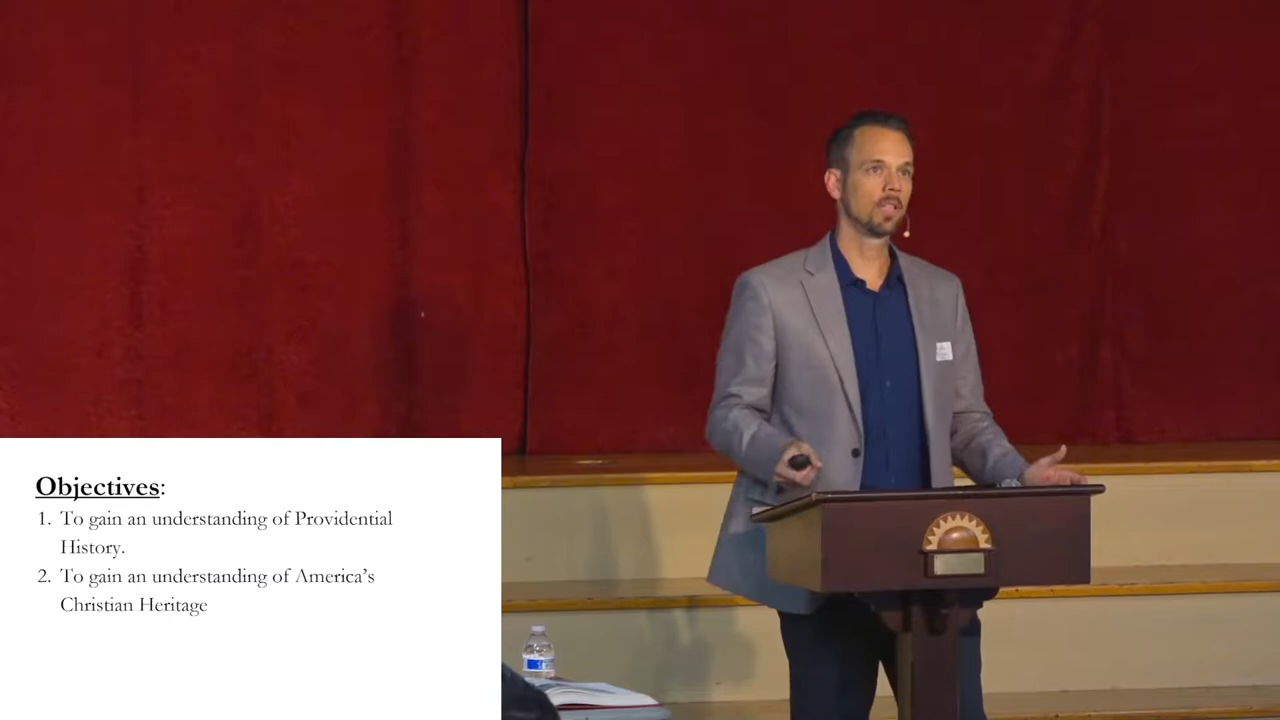 Objectives:
1. To gain an understanding of Providential
History.
2. To gain an understanding of America's
Christian Heritage